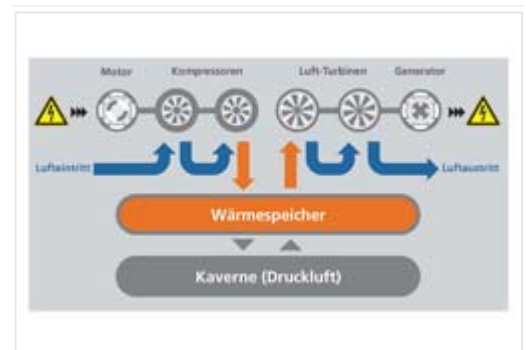 Motor Kompressoren Luft-Turbinen Generator
Lufteintritt Luftaustritt
Wärmespeicher
Kaverne (Druckluft)